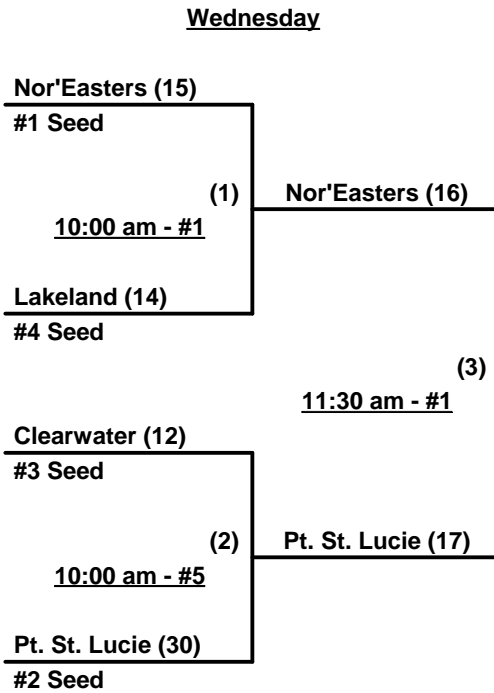 Wednesday
Nor'Easters (15)
#1 Seed
(1)
Nor'Easters (16)
10:00 am - #1
Lakeland (14)
#4 Seed
(3)
11:30 am - #1
Clearwater (12)
#3 Seed
(2)
Pt. St. Lucie (17)
10:00 am - #5
Pt. St. Lucie (30)
#2 Seed